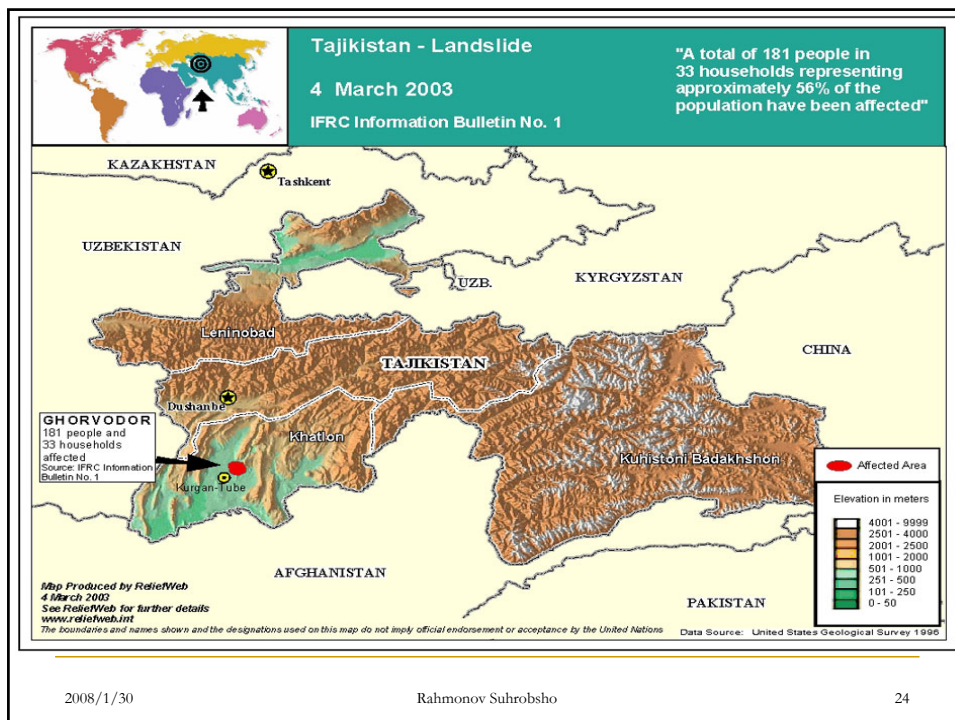 Tajikistan - Landslide
4 March 2003
IFRC Information Bulletin No. 1
"A total of 181 people in
33 households representing
approximately 56% of the
population have been affected"
KAZAKHSTAN
Tashkent
UZBEKISTAN
UZB.
KYRGYZSTAN
Leninobad
TAJIKISTAN
CHINA
Dushanbe
GHORVODOR
181 people and
33 households
affected
Source: IFRC Information
Bulletin No. 1
Khatlon
Kuhistoni Badakhshon
Kurgan-Tube
Affected Area
Elevation in meters
4001 - 9999
2501 - 4000
2001 - 2500
1001 - 2000
501 - 1000
251 - 500
101 - 250
0 - 50
AFGHANISTAN
PAKISTAN
Map Produced by ReliefWeb
4 March 2003
See ReliefWeb for further details
www.reliefweb.int
The boundaries and names shown and the designations used on this map do not imply official endorsement or acceptance by the United Nations
Data Source: United States Geological Survey 1996
2008/1/30
Rahmonov Suhrobsho
24